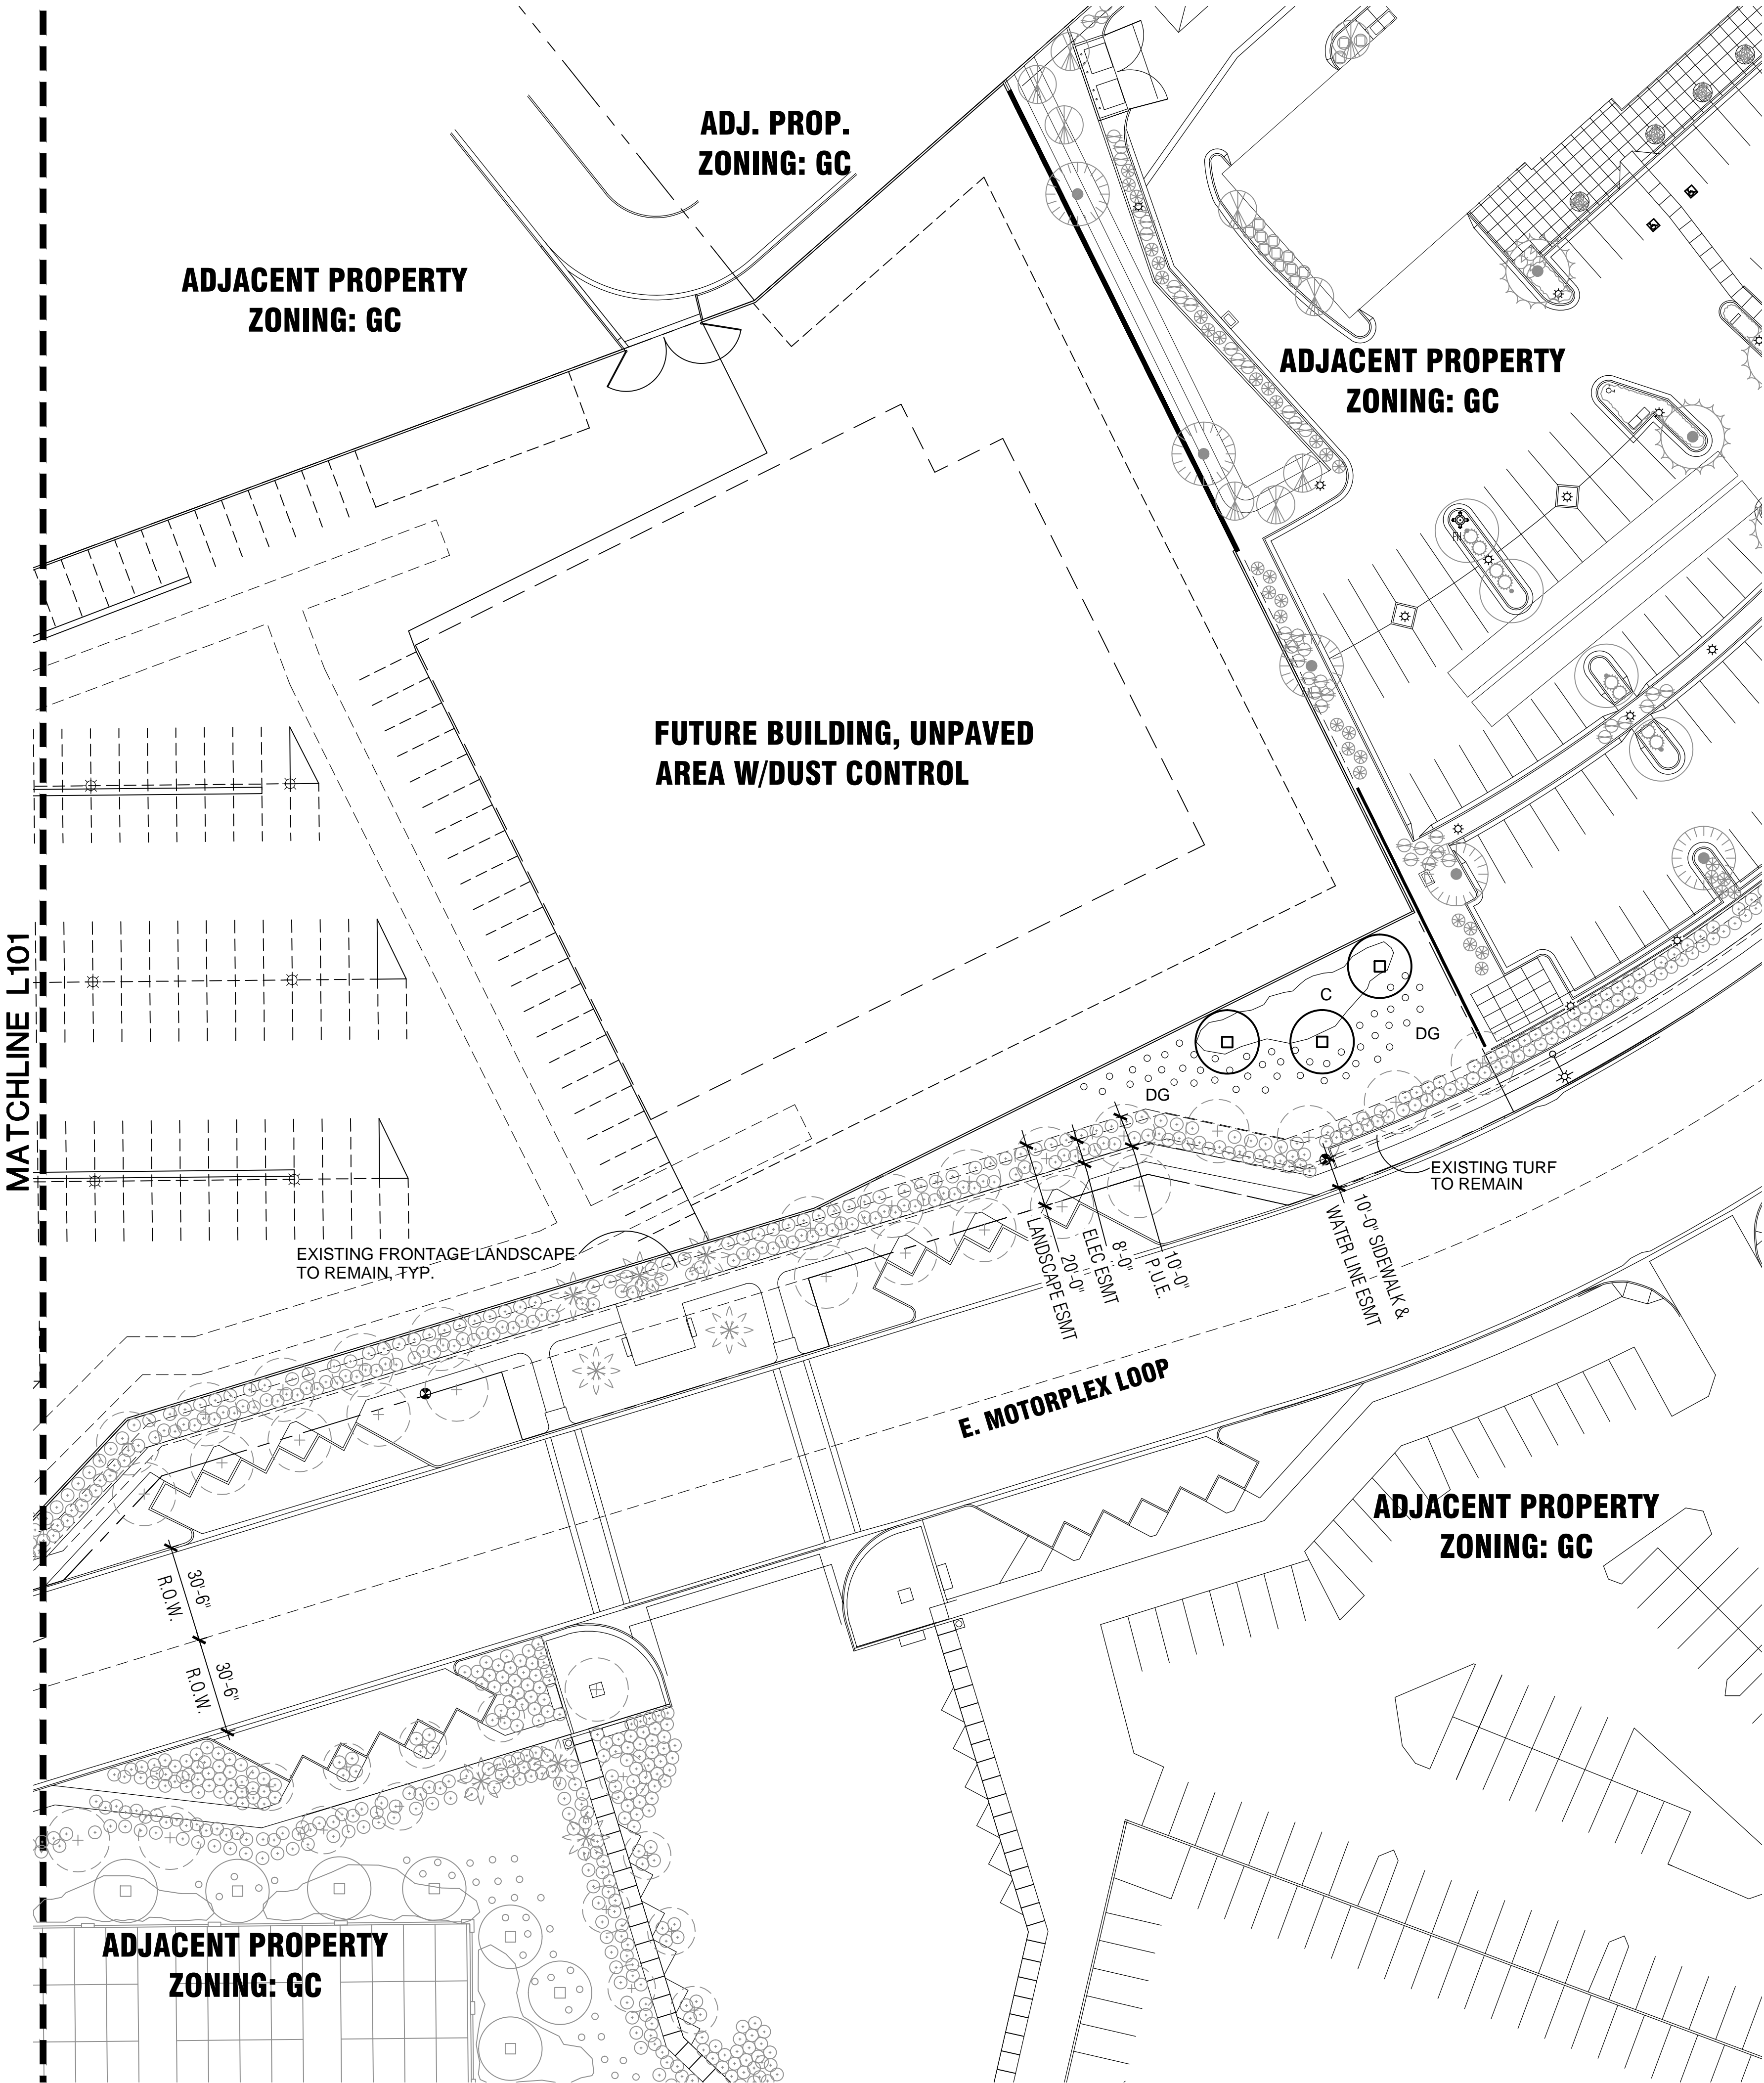 ADJ. PROP.
ZONING: GC
ADJACENT PROPERTY
ZONING: GC
ADJACENT PROPERTY
ZONING: GC
FH
FUTURE BUILDING, UNPAVED
AREA W/DUST CONTROL
MATCHLINE L101
C
DG
DG
EXISTING TURF
TO REMAIN
EXISTING FRONTAGE LANDSCAPE
TO REMAIN, TYP.
20'-0"
LANDSCAPE ESMT
8'-0"
ELEC ESMT
10'-0"
P.U.E.
10'-0" SIDEWALK &
WATER LINE ESMT
E. MOTORPLEX LOOP
ADJACENT PROPERTY
ZONING: GC
30'-6"
R.O.W.
30'-6"
R.O.W.
ADJACENT PROPERTY
ZONING: GC